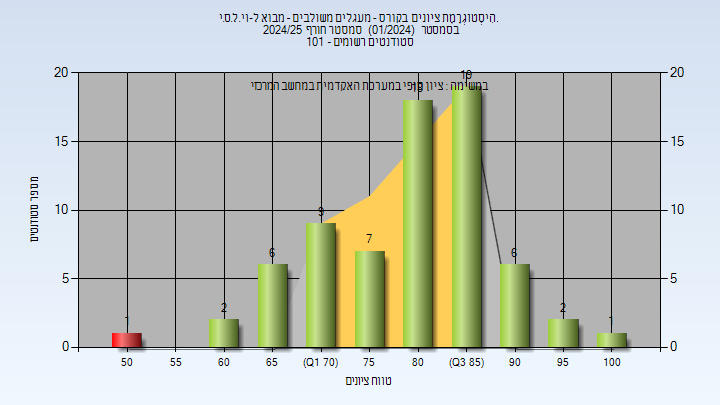 היסטוגרמת ציונים בקורס - מעגלים משולבים - מבוא ל-וי.ל.ס.י.
בסמסטר (01/2024) סמסטר חורף 2024/25
סטודנטים רשומים - 101
במשימה: ציון סופי במערכת האקדמית במחשב המרכזי
20 20
15 15
10 10
5 5
0 0
מספר סטודנטים
1 2 6 9 7 18 19 6 2 1
50 55 60 65 (Q1 70) 75 80 (Q3 85) 90 95 100
טווח ציונים